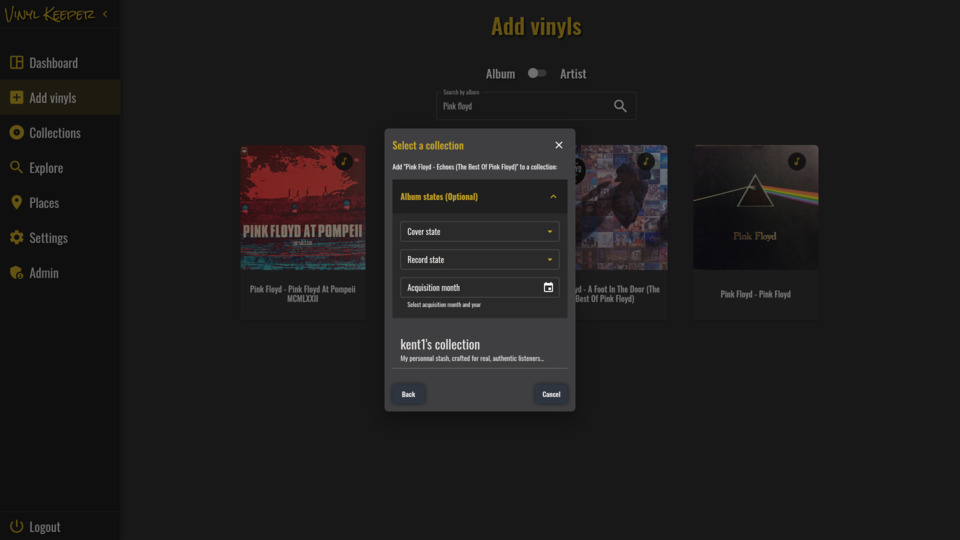 Vinyl Keeper
Dashboard
Add vinyls
Collections
Explore
Places
Settings
Admin
Logout
Add vinyls
Album
Artist
Search by album
Pink floyd
PINK FLOYD AT POMPEII
Pink Floyd - Pink Floyd At Pompeii
MCMLXXII
Select a collection
Add "Pink Floyd - Echoes (The Best Of Pink Floyd)" to a collection:
Album states (Optional)
Cover state
Record state
Acquisition month
Select acquisition month and year
kent1's collection
My personnal stash, crafted for real, authentic listeners...
Back
Cancel
yd - A Foot In The Door (The
Best Of Pink Floyd)
Pink Floyd
Pink Floyd - Pink Floyd